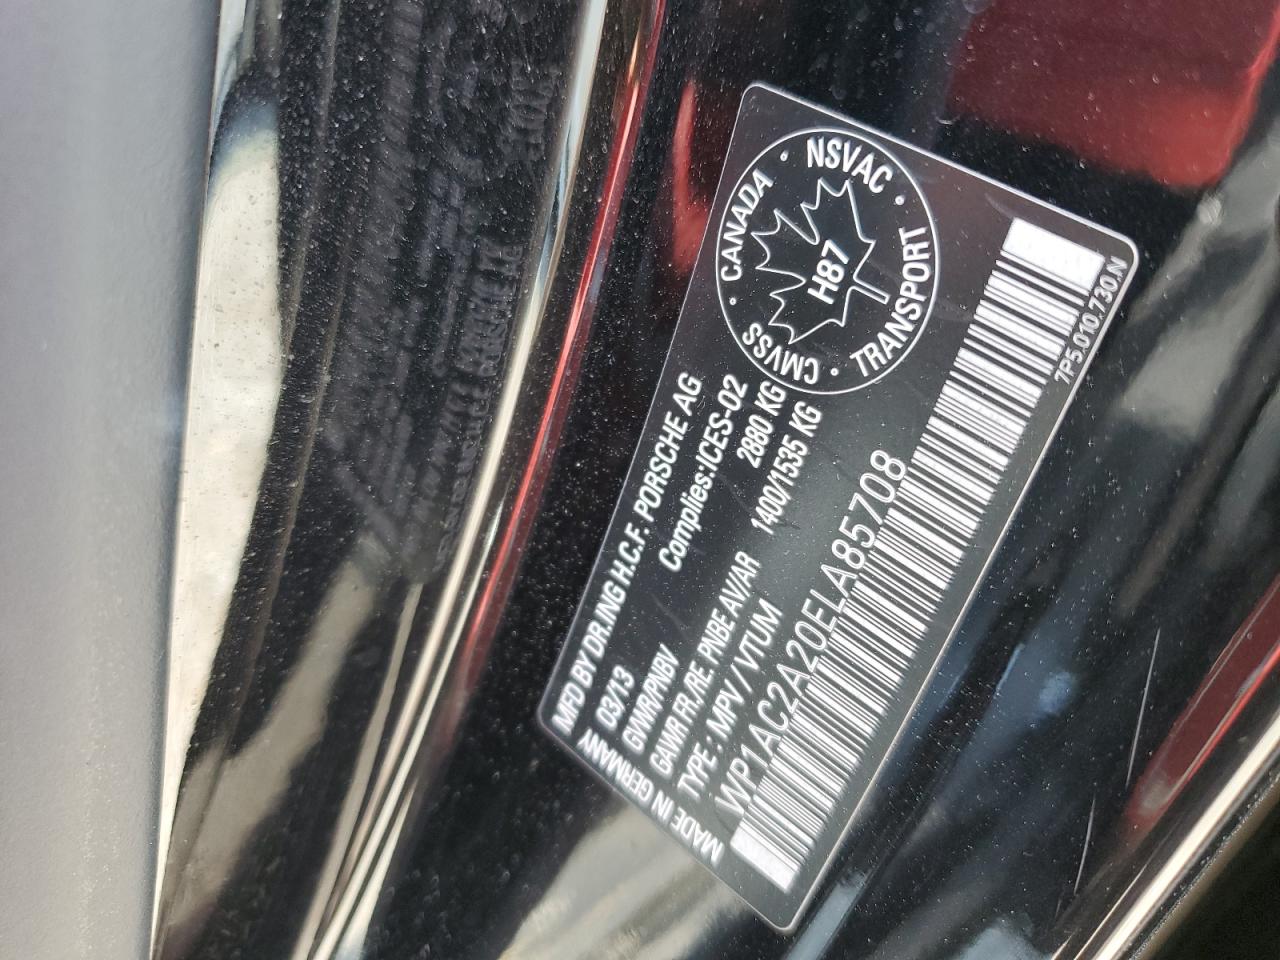 MFD BY DR.ING H.C.F. PORSCHE AG
03/13 Complies:ICES-02
GVWR/PNBV 2880 KG
GAWR FR./RE. PNBE AV/AR 1400/1535 KG
TYPE : MPV / VTUM
MADE IN GERMANY
WP1AC2A20ELA85708
CANADA · NSVAC · TRANSPORT · CMVSS ·
H87
7P5.010.730.N